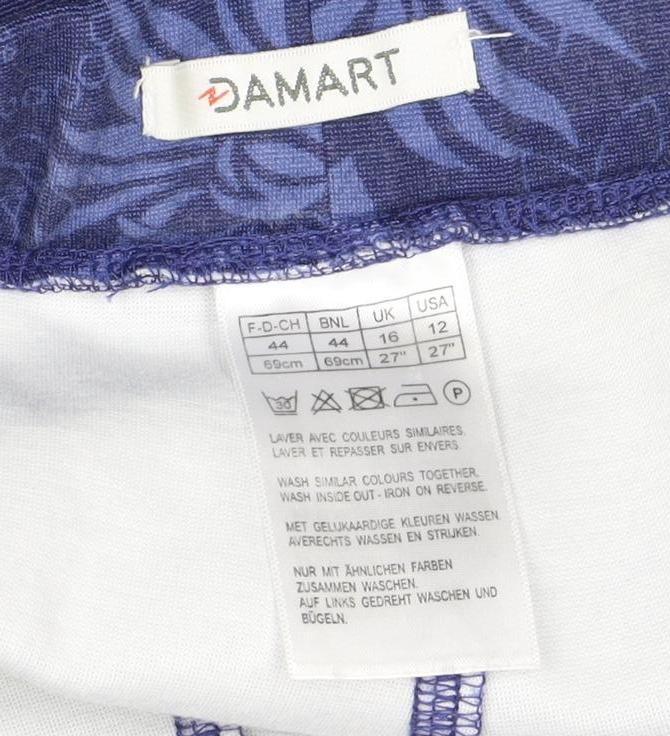 DAMART
F-D-CH BNL UK USA
44 44 16 12
69cm 69cm 27" 27"
30 P
LAVER AVEC COULEURS SIMILAIRES.
LAVER ET REPASSER SUR ENVERS.
WASH SIMILAR COLOURS TOGETHER.
WASH INSIDE OUT - IRON ON REVERSE.
MET GELIJKAARDIGE KLEUREN WASSEN.
AVERECHTS WASSEN EN STRIJKEN.
NUR MIT ÄHNLICHEN FARBEN
ZUSAMMEN WASCHEN.
AUF LINKS GEDREHT WASCHEN UND
BÜGELN.